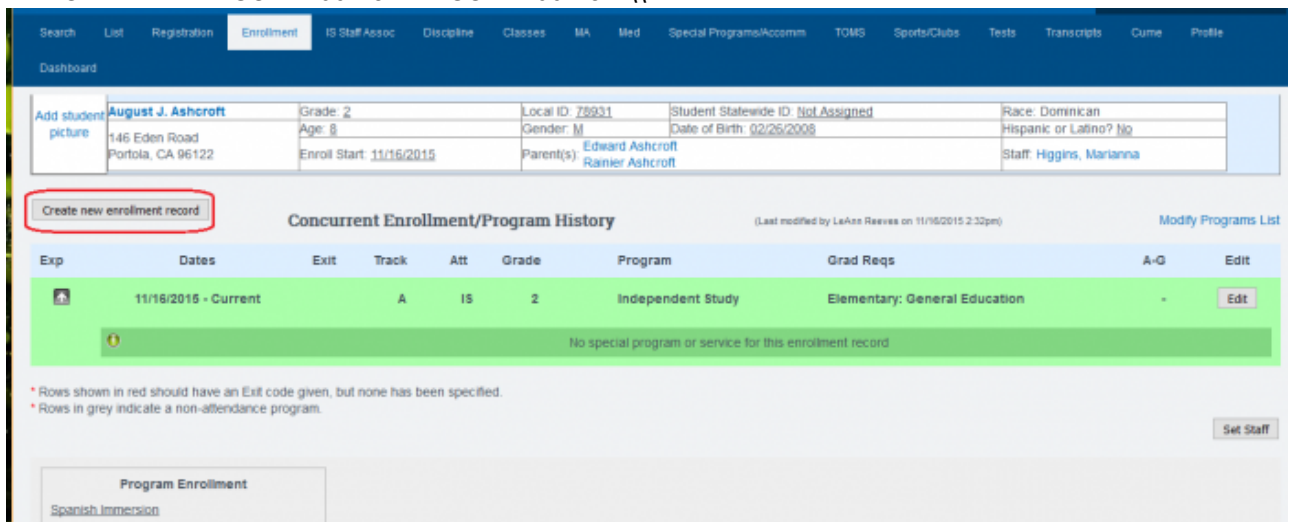 Search List Registration Enrollment IS Staff Assoc Discipline Classes MA Med Special Programs/Accomm TOMS Sports/Clubs Tests Transcripts Cume Profile
Dashboard
Add student picture
August J. Ashcroft
146 Eden Road
Portola, CA 96122
Grade: 2
Age: 8
Enroll Start: 11/16/2015
Local ID: 78931
Gender: M
Parent(s): Edward Ashcroft
Rainier Ashcroft
Student Statewide ID: Not Assigned
Date of Birth: 02/26/2008
Race: Dominican
Hispanic or Latino? No
Staff: Higgins, Marianna
Create new enrollment record
Concurrent Enrollment/Program History
(Last modified by LeAnn Reeves on 11/16/2015 2:32pm)
Modify Programs List
Exp Dates Exit Track Att Grade Program Grad Reqs A-G Edit
11/16/2015 - Current A IS 2 Independent Study Elementary: General Education - Edit
No special program or service for this enrollment record
* Rows shown in red should have an Exit code given, but none has been specified.
* Rows in grey indicate a non-attendance program.
Set Staff
Program Enrollment
Spanish Immersion